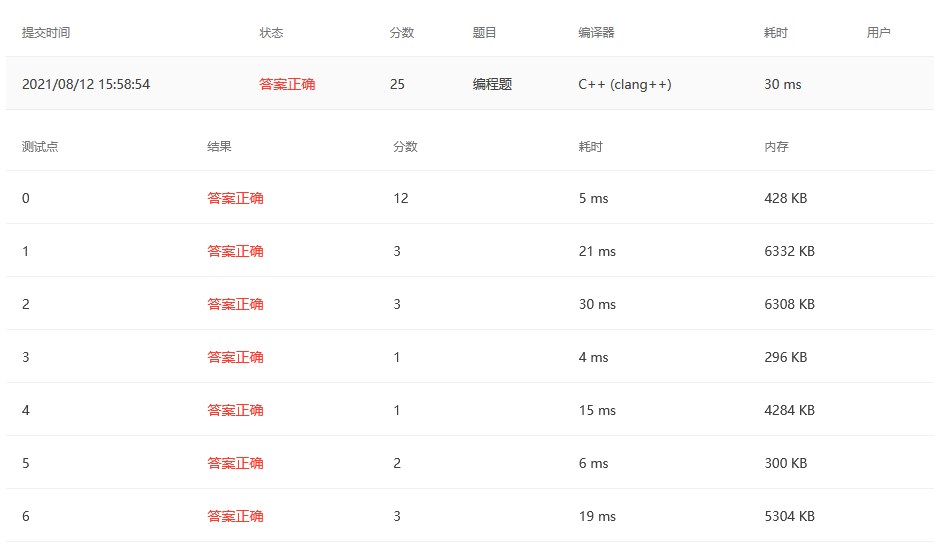 提交时间 状态 分数 题目 编译器 耗时 用户
2021/08/12 15:58:54 答案正确 25 编程题 C++ (clang++) 30 ms
测试点 结果 分数 耗时 内存
0 答案正确 12 5 ms 428 KB
1 答案正确 3 21 ms 6332 KB
2 答案正确 3 30 ms 6308 KB
3 答案正确 1 4 ms 296 KB
4 答案正确 1 15 ms 4284 KB
5 答案正确 2 6 ms 300 KB
6 答案正确 3 19 ms 5304 KB